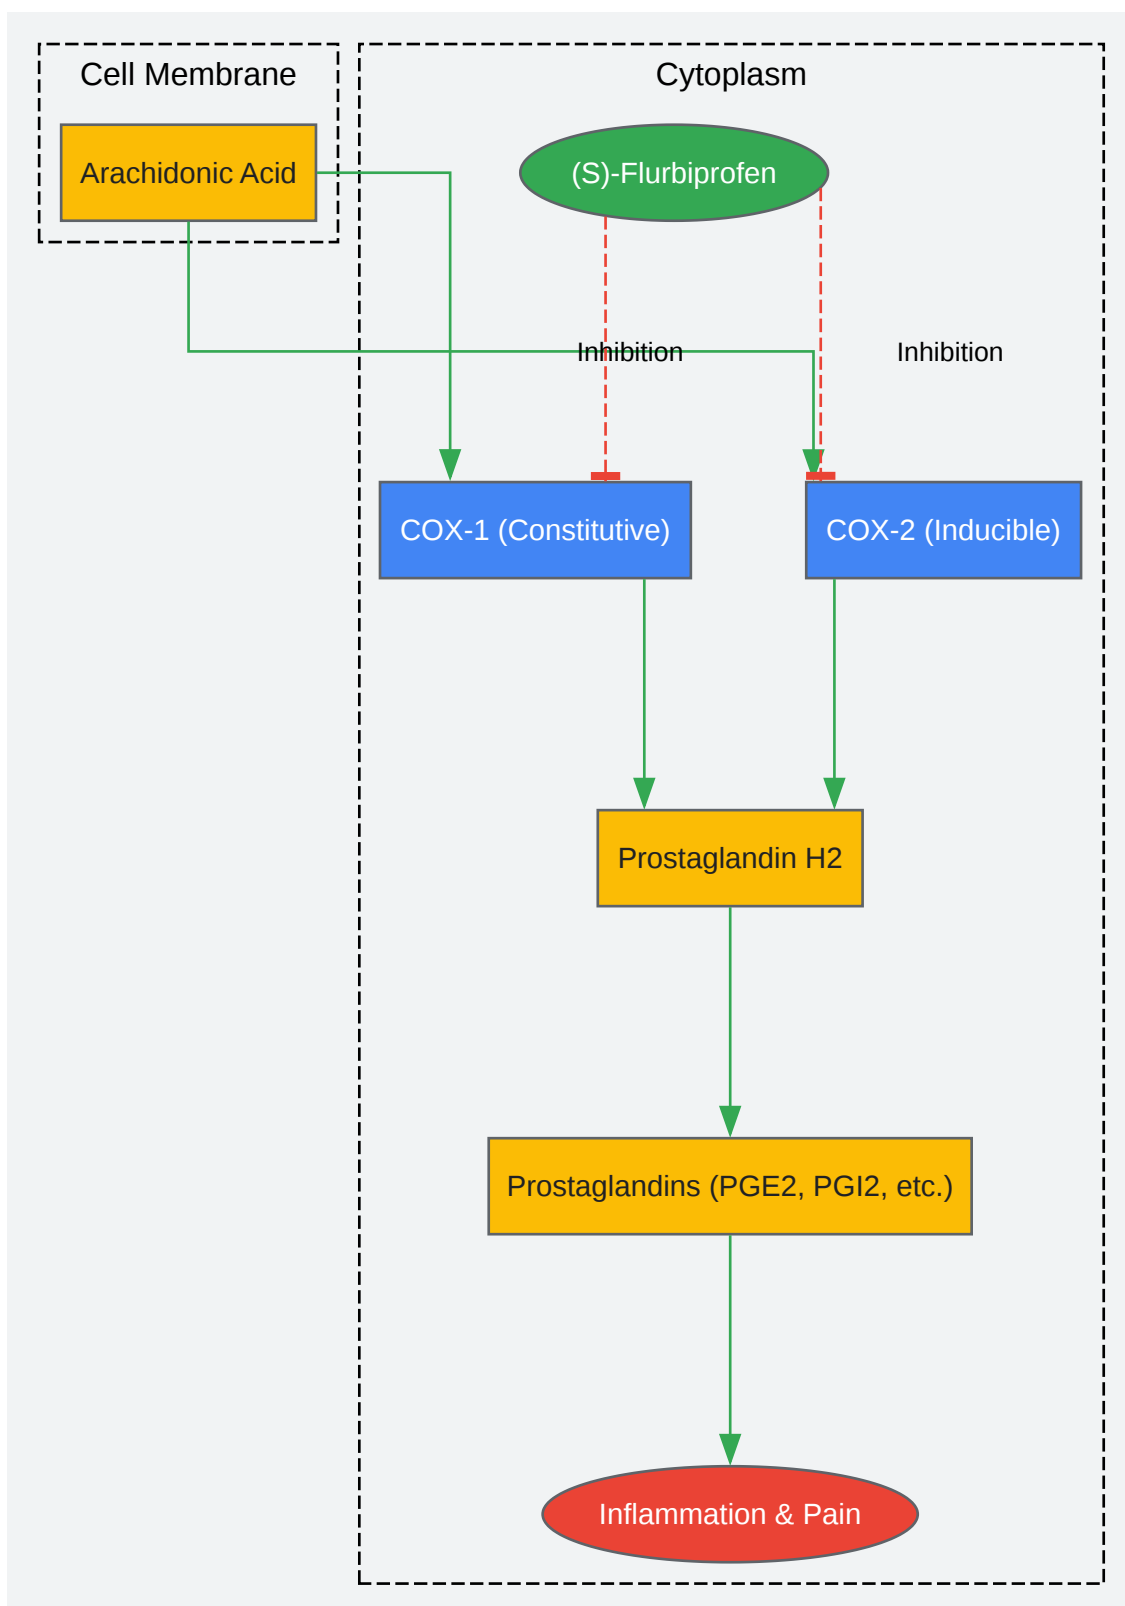 Cell Membrane
Cytoplasm
Arachidonic Acid
(S)-Flurbiprofen
Inhibition
Inhibition
COX-1 (Constitutive)
COX-2 (Inducible)
Prostaglandin H2
Prostaglandins (PGE2, PGI2, etc.)
Inflammation & Pain